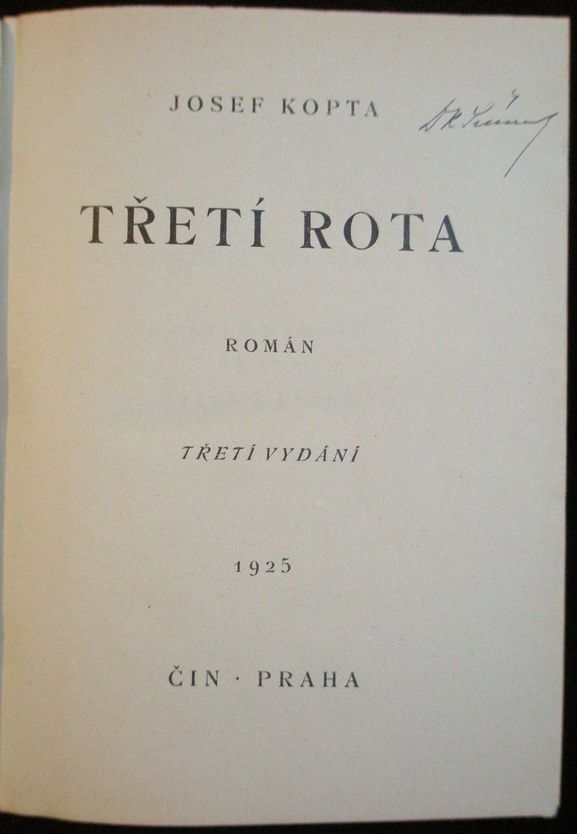 JOSEF KOPTA
TŘETÍ ROTA
ROMÁN
TŘETÍ VYDÁNÍ
1925
ČIN · PRAHA